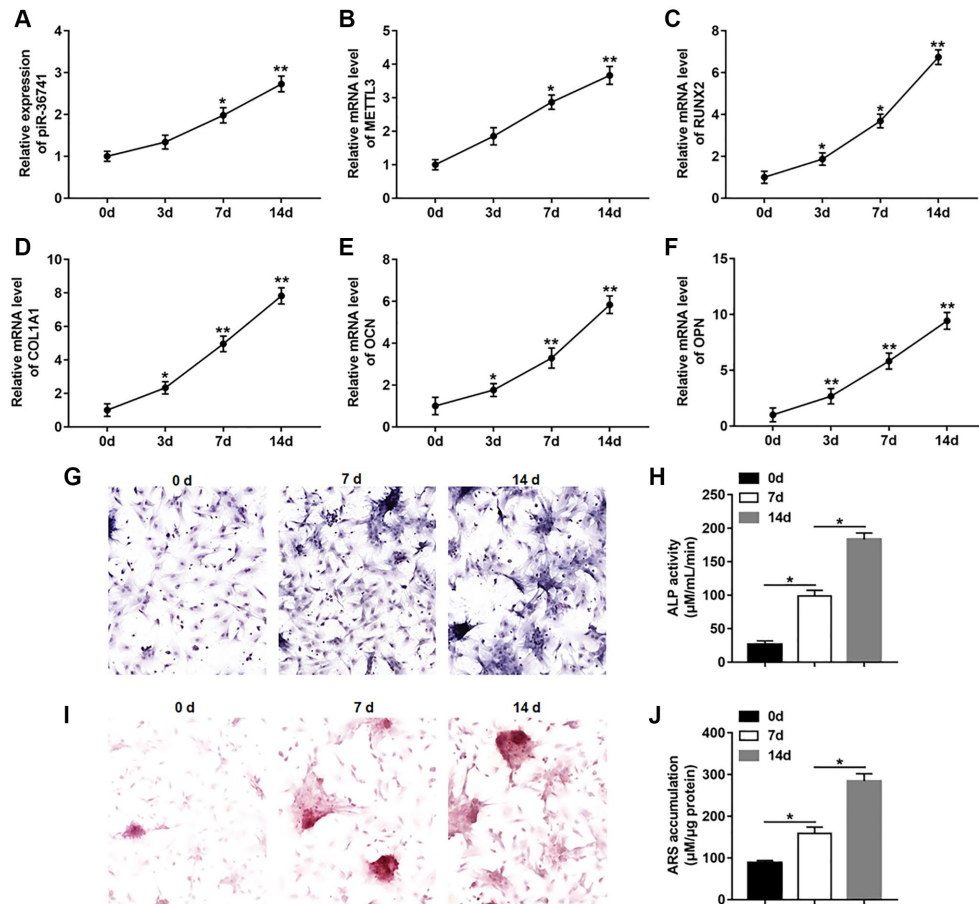 A
Relative expression
of piR-36741
4
3
2
1
0
*
**
0d 3d 7d 14d
B
Relative mRNA level
of METTL3
5
4
3
2
1
0
*
**
0d 3d 7d 14d
C
Relative mRNA level
of RUNX2
8
6
4
2
0
*
*
**
0d 3d 7d 14d
D
Relative mRNA level
of COL1A1
10
8
6
4
2
0
*
**
**
0d 3d 7d 14d
E
Relative mRNA level
of OCN
8
6
4
2
0
*
**
**
0d 3d 7d 14d
F
Relative mRNA level
of OPN
15
10
5
0
**
**
**
0d 3d 7d 14d
G
0 d 7 d 14 d
H
0d
7d
14d
ALP activity
(μM/mL/min)
250
200
150
100
50
0
*
*
I
0 d 7 d 14 d
J
0d
7d
14d
ARS accumulation
(μM/μg protein)
400
300
200
100
0
*
*